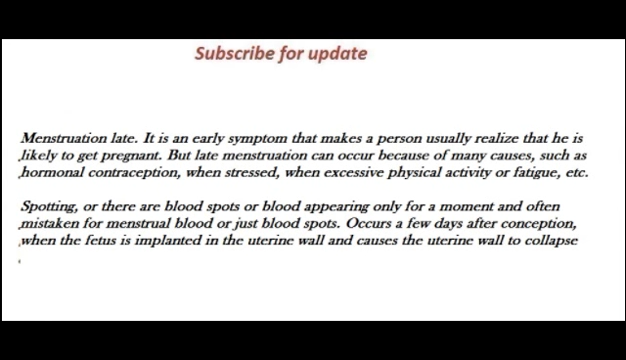 Subscribe for update
Menstruation late. It is an early symptom that makes a person usually realize that he is
likely to get pregnant. But late menstruation can occur because of many causes, such as
hormonal contraception, when stressed, when excessive physical activity or fatigue, etc.
Spotting, or there are blood spots or blood appearing only for a moment and often
mistaken for menstrual blood or just blood spots. Occurs a few days after conception,
when the fetus is implanted in the uterine wall and causes the uterine wall to collapse